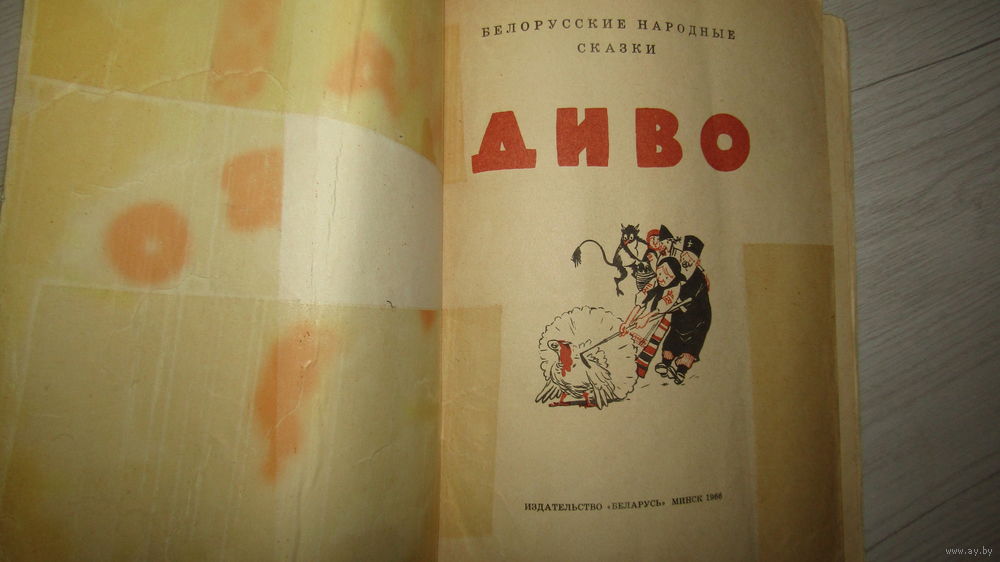 БЕЛОРУССКИЕ НАРОДНЫЕ
СКАЗКИ
ДИВО
ИЗДАТЕЛЬСТВО «БЕЛАРУСЬ» МИНСК 1966
www.ay.by